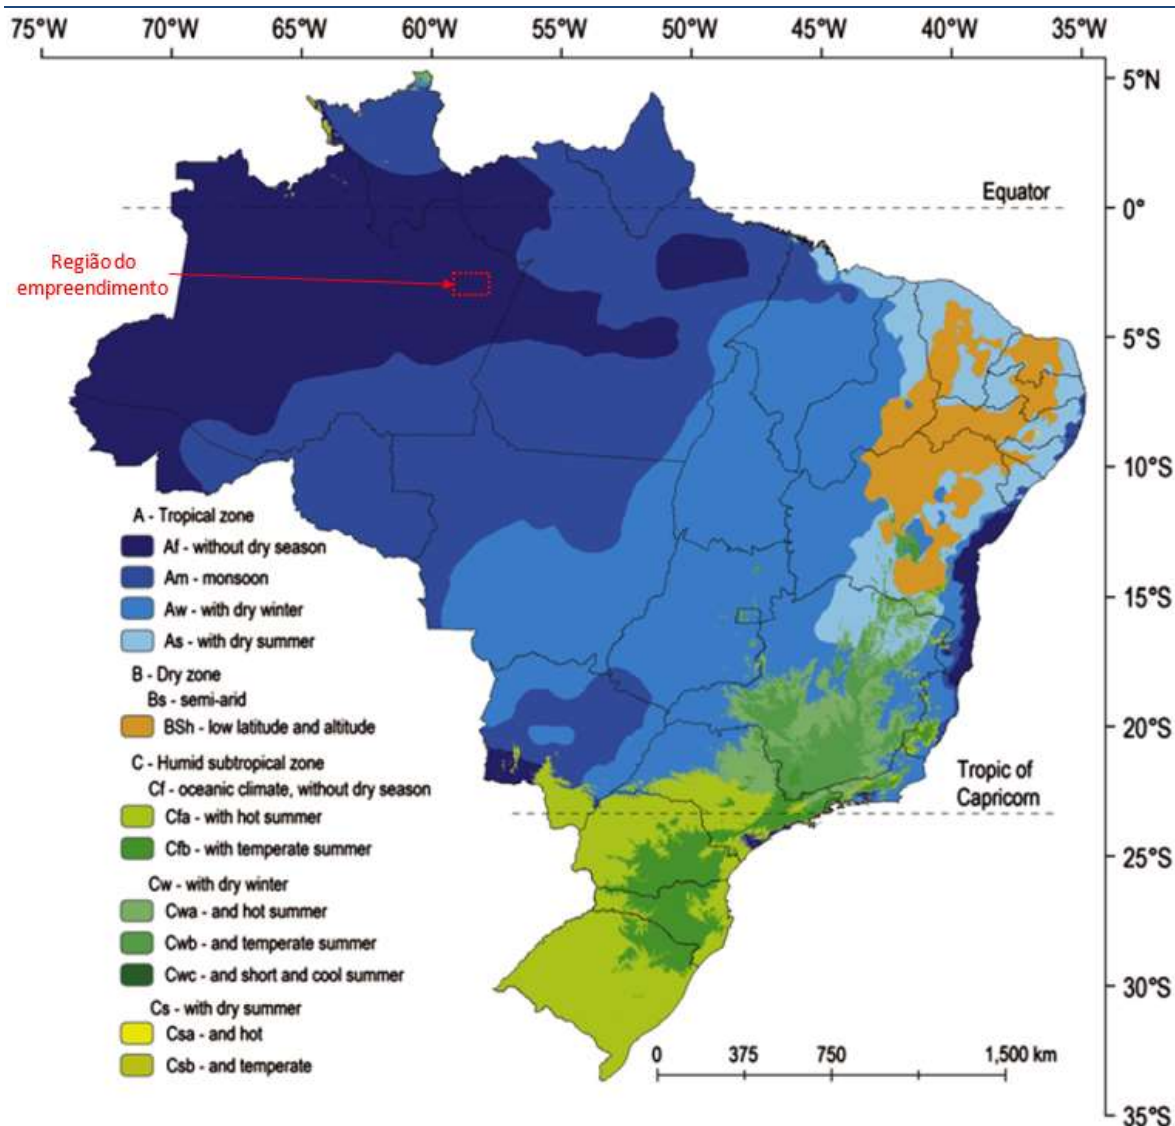 75°W 70°W 65°W 60°W 55°W 50°W 45°W 40°W 35°W
5°N
Equator
0°
Região do
empreendimento
5°S
10°S
A - Tropical zone
Af - without dry season
Am - monsoon
15°S
Aw - with dry winter
As - with dry summer
B - Dry zone
Bs - semi-arid
BSh - low latitude and altitude
20°S
C - Humid subtropical zone
Cf - oceanic climate, without dry season
Tropic of
Capricorn
Cfa - with hot summer
Cfb - with temperate summer
25°S
Cw - with dry winter
Cwa - and hot summer
Cwb - and temperate summer
Cwc - and short and cool summer
30°S
Cs - with dry summer
Csa - and hot
Csb - and temperate
0 375 750 1,500 km
35°S